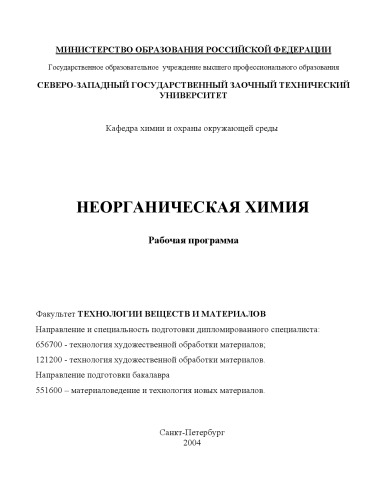 МИНИСТЕРСТВО ОБРАЗОВАНИЯ РОССИЙСКОЙ ФЕДЕРАЦИИ
Государственное образовательное учреждение высшего профессионального образования
СЕВЕРО-ЗАПАДНЫЙ ГОСУДАРСТВЕННЫЙ ЗАОЧНЫЙ ТЕХНИЧЕСКИЙ
УНИВЕРСИТЕТ
Кафедра химии и охраны окружающей среды
НЕОРГАНИЧЕСКАЯ ХИМИЯ
Рабочая программа
Факультет ТЕХНОЛОГИИ ВЕЩЕСТВ И МАТЕРИАЛОВ
Направление и специальность подготовки дипломированного специалиста:
656700 - технология художественной обработки материалов;
121200 - технология художественной обработки материалов.
Направление подготовки бакалавра
551600 – материаловедение и технология новых материалов.
Санкт-Петербург
2004